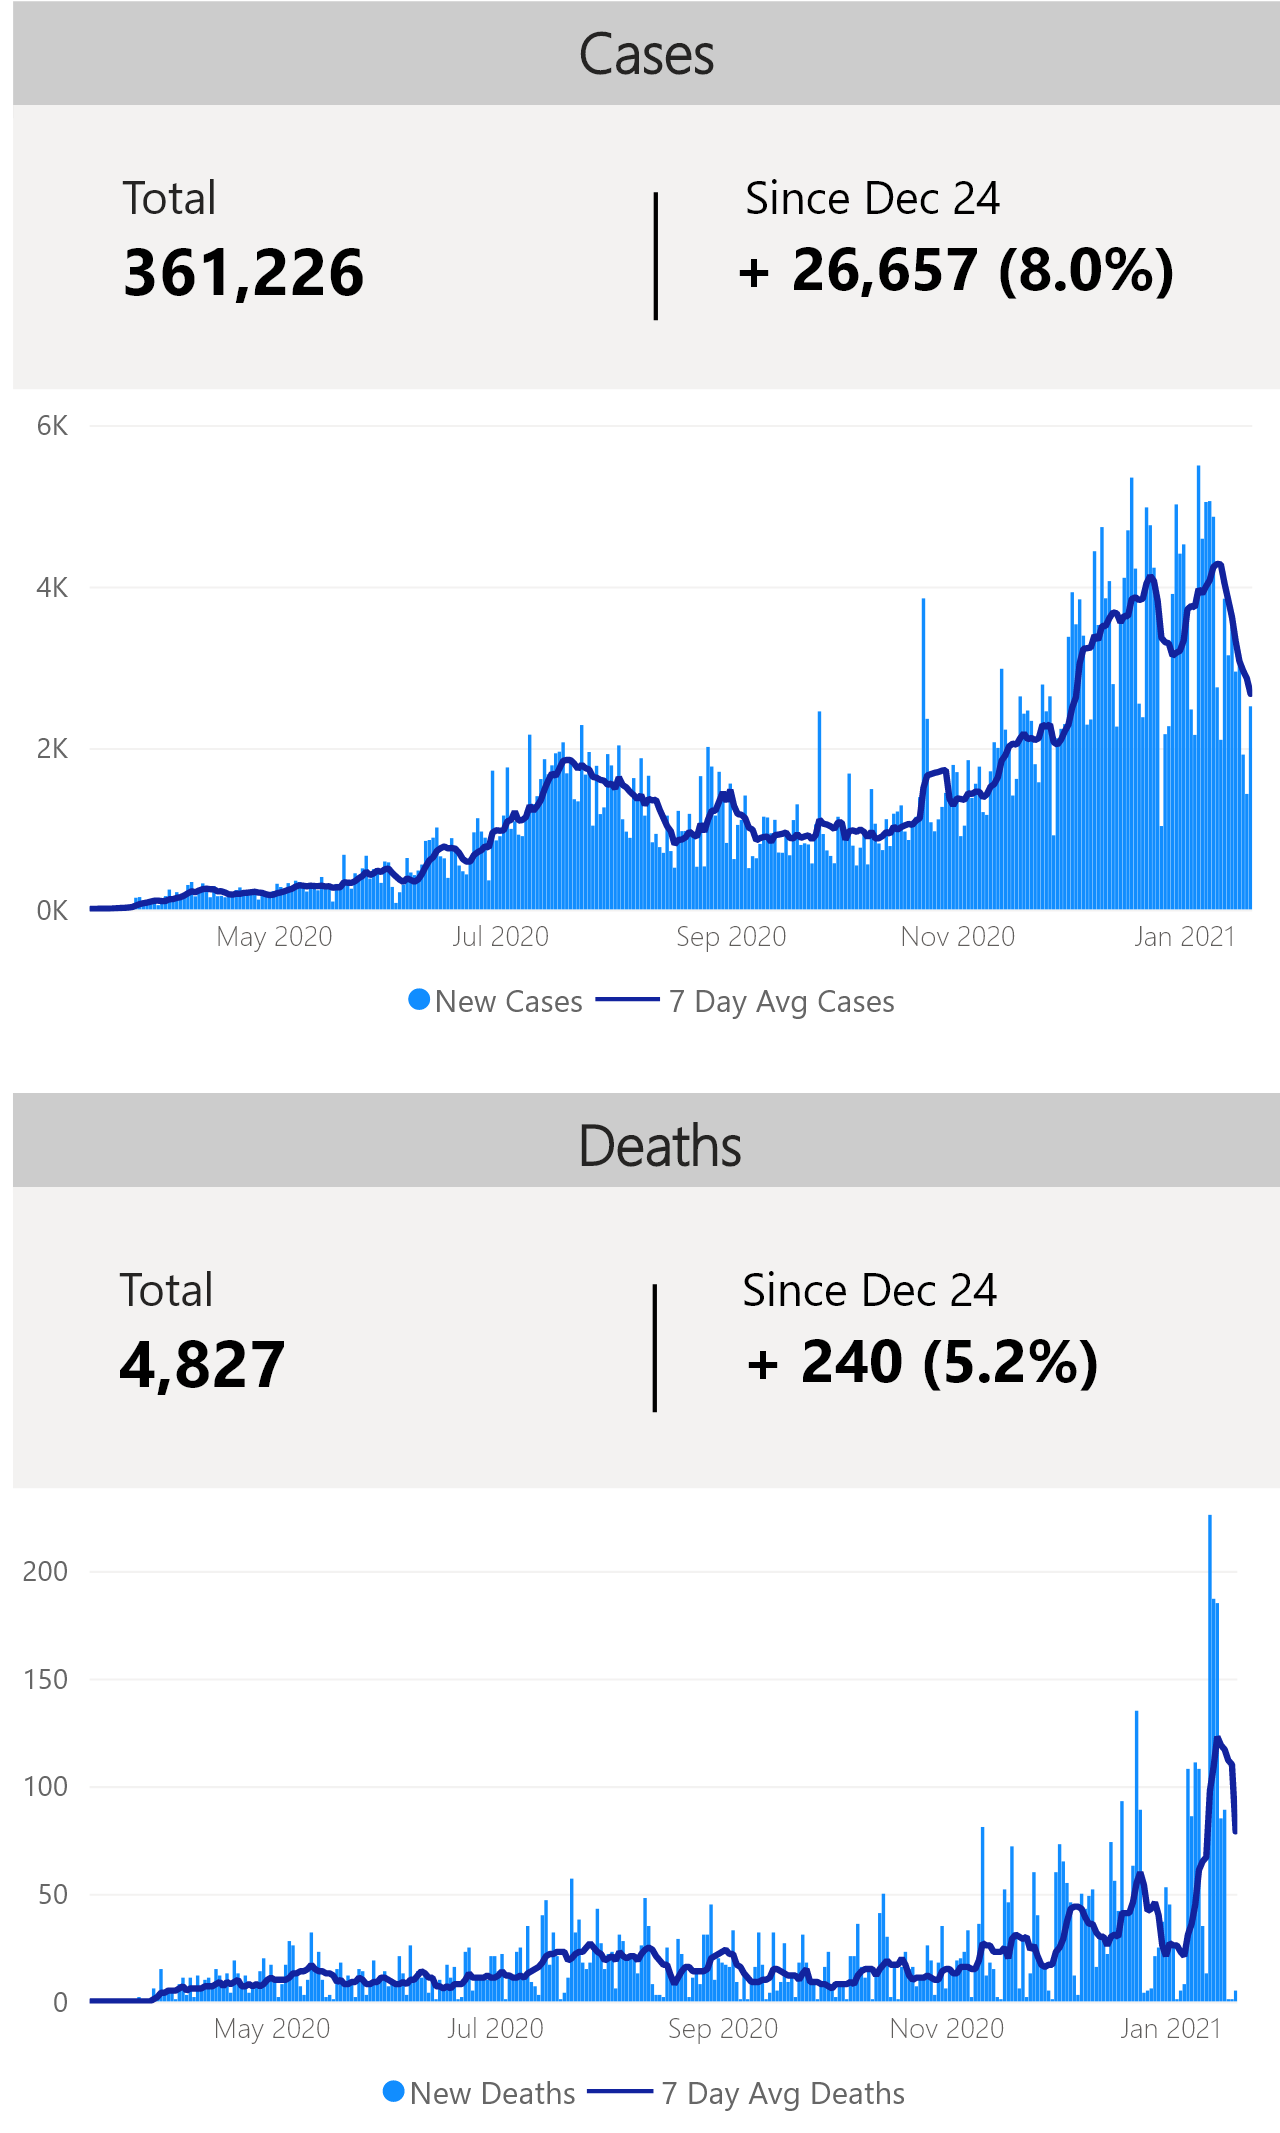 Cases
Total
Since Dec 24
361,226
+ 26,657 (8.0%)
6K
4K
2K
0K
May 2020
Jul 2020
Sep 2020
Nov 2020
Jan 2021
New Cases
7 Day Avg Cases
Deaths
Total
Since Dec 24
4,827
+ 240 (5.2%)
200
150
100
50
0
May 2020
Jul 2020
Sep 2020
Nov 2020
Jan 2021
New Deaths
7 Day Avg Deaths